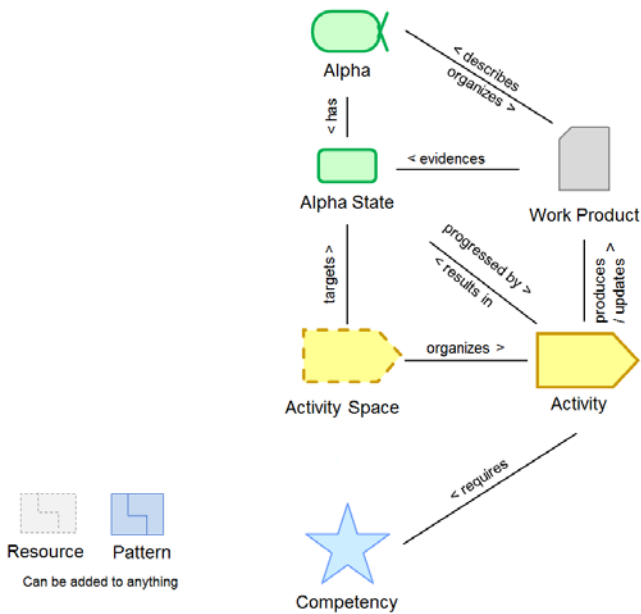 Alpha
< describes
organizes >
< has
< evidences
Alpha State
Work Product
targets >
progressed by >
< results in
produces >
/ updates
organizes >
Activity Space
Activity
< requires
Resource
Pattern
Can be added to anything
Competency